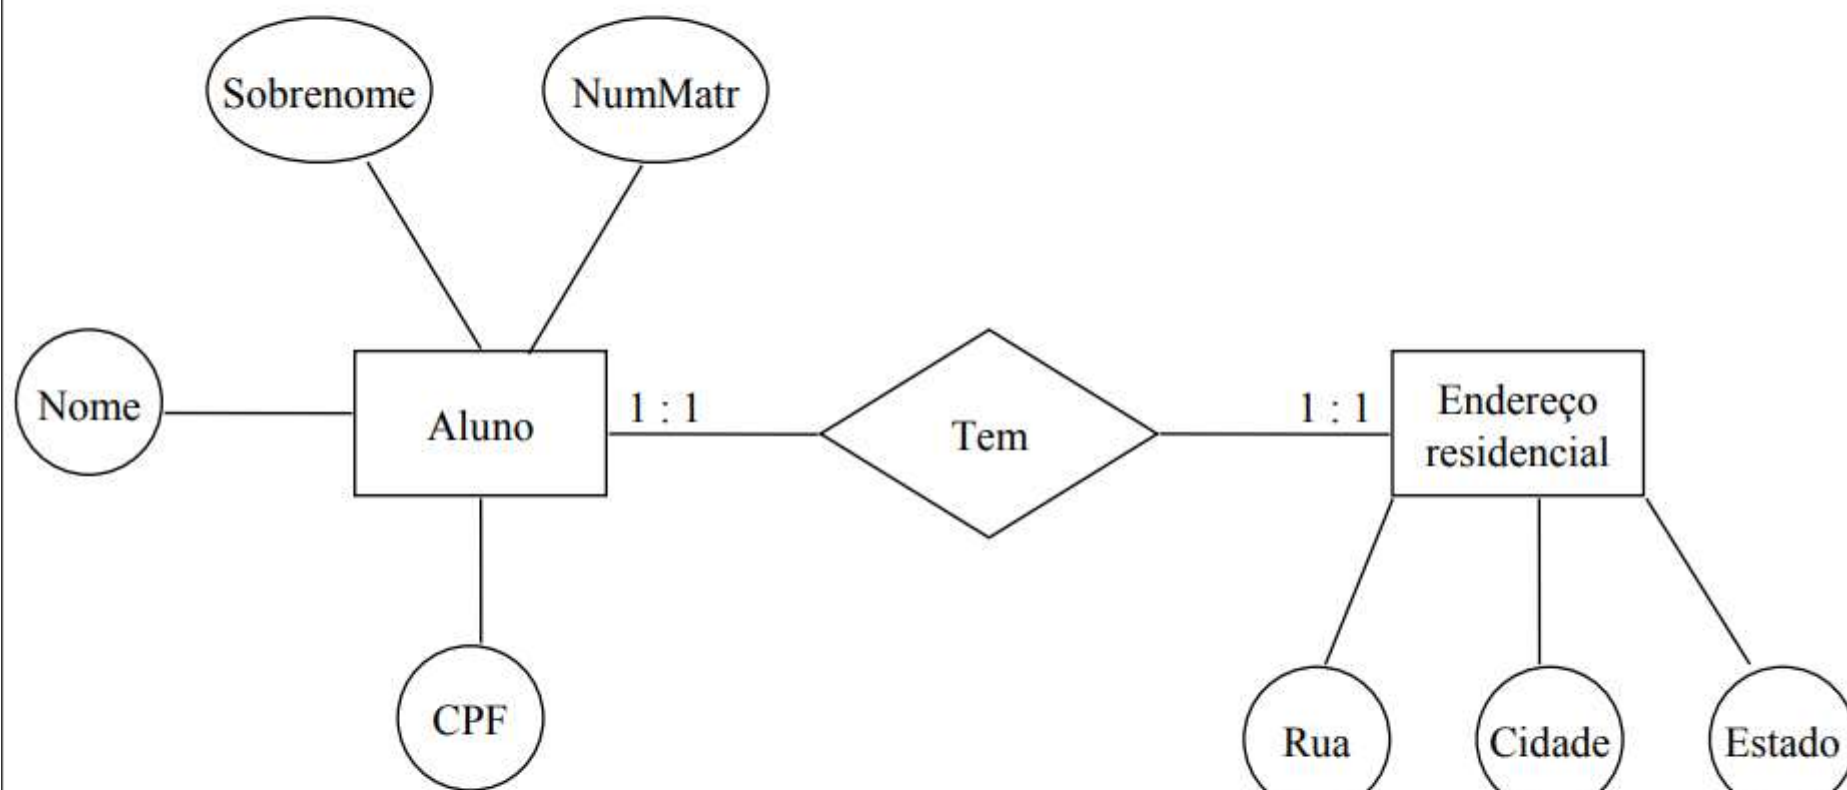 Sobrenome
NumMatr
Nome
Aluno
1 : 1
Tem
1 : 1
Endereço
residencial
CPF
Rua
Cidade
Estado